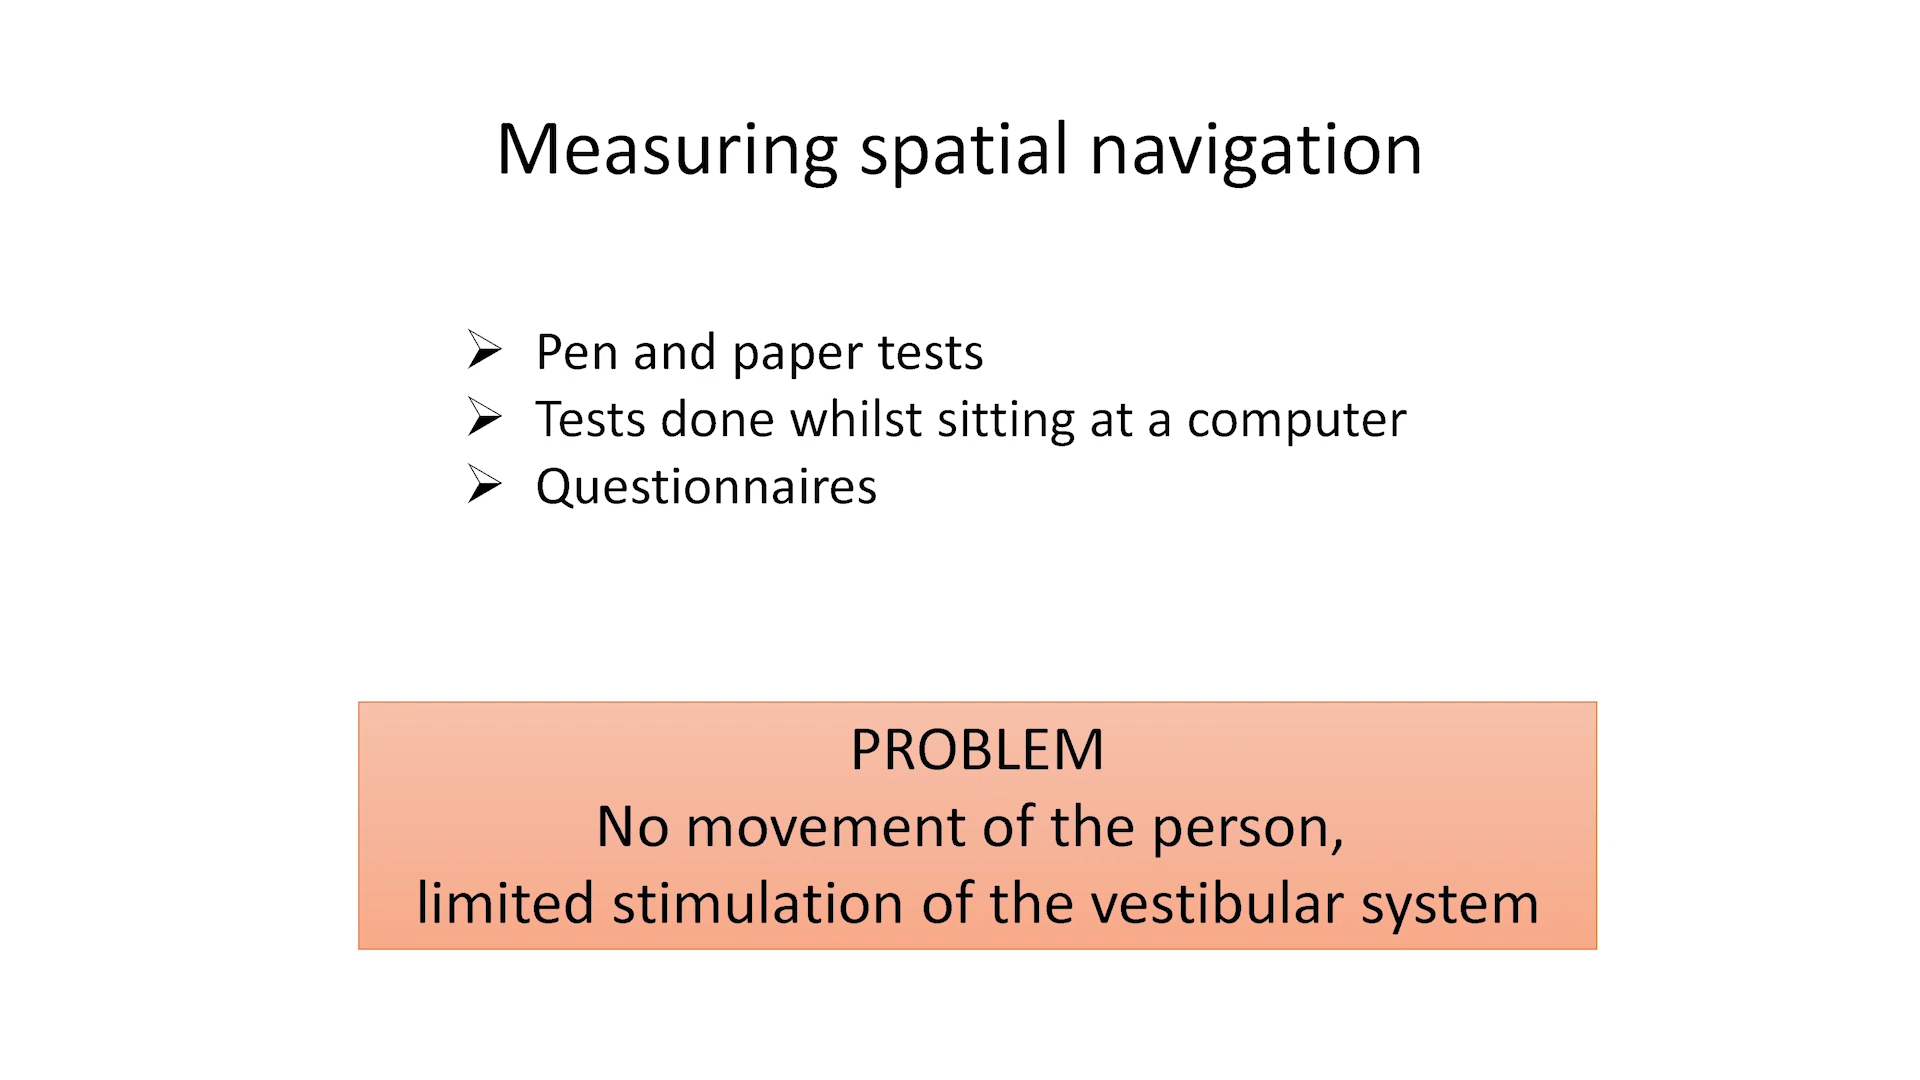 Measuring spatial navigation
Pen and paper tests
Tests done whilst sitting at a computer
Questionnaires
PROBLEM
No movement of the person,
limited stimulation of the vestibular system